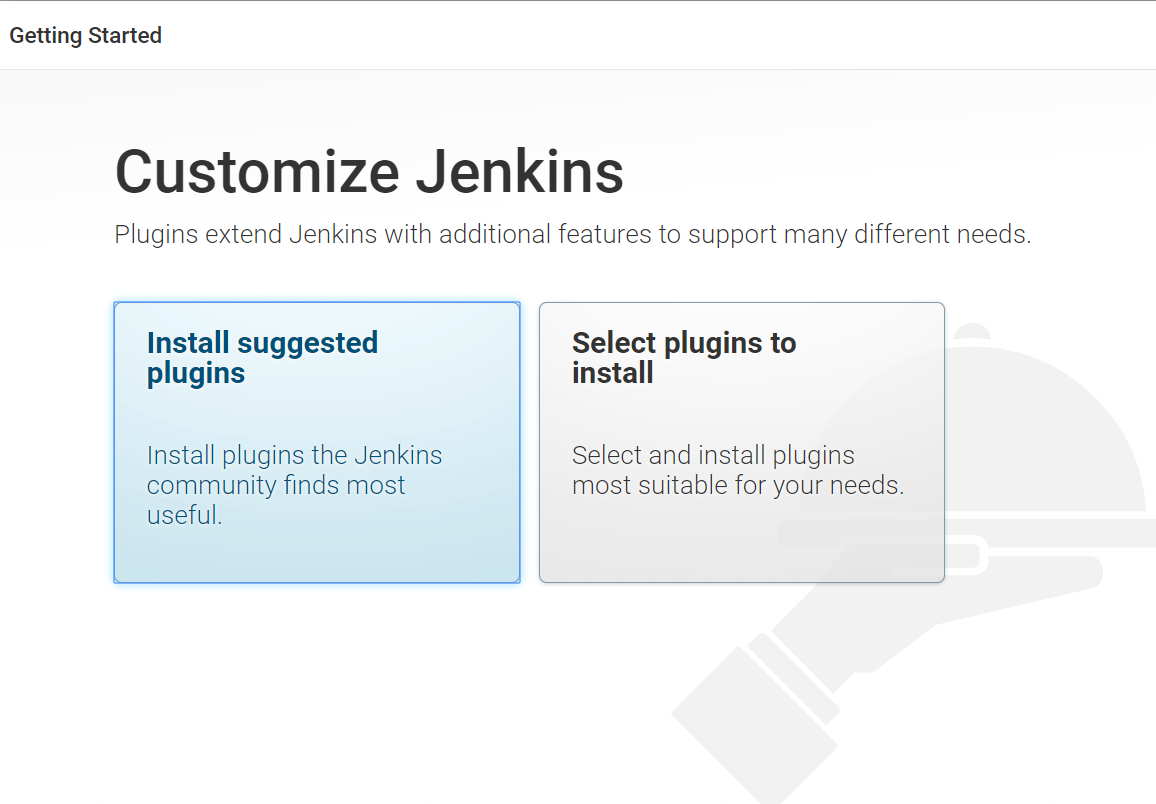 Getting Started
Customize Jenkins
Plugins extend Jenkins with additional features to support many different needs.
Install suggested
plugins
Install plugins the Jenkins
community finds most
useful.
Select plugins to
install
Select and install plugins
most suitable for your needs.